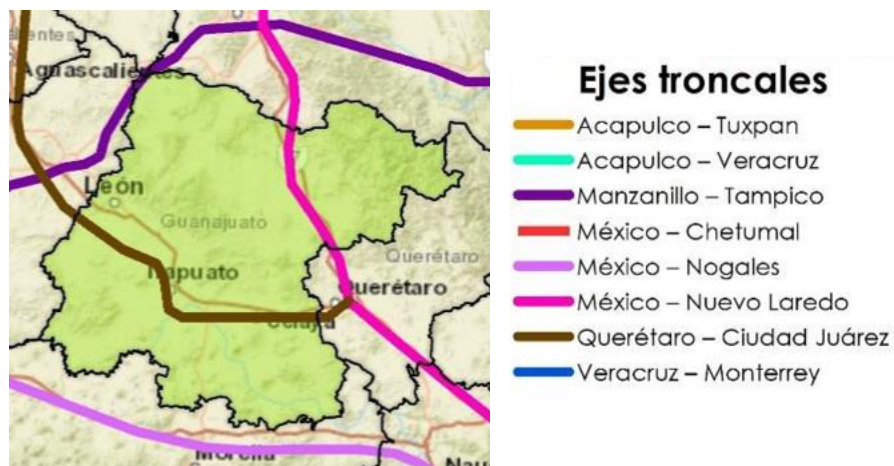 Aguascalientes
León
Guanajuato
Irapuato
Querétaro
Querétaro
Celaya
Morelia
Ejes troncales
Acapulco – Tuxpan
Acapulco – Veracruz
Manzanillo – Tampico
México – Chetumal
México – Nogales
México – Nuevo Laredo
Querétaro – Ciudad Juárez
Veracruz – Monterrey